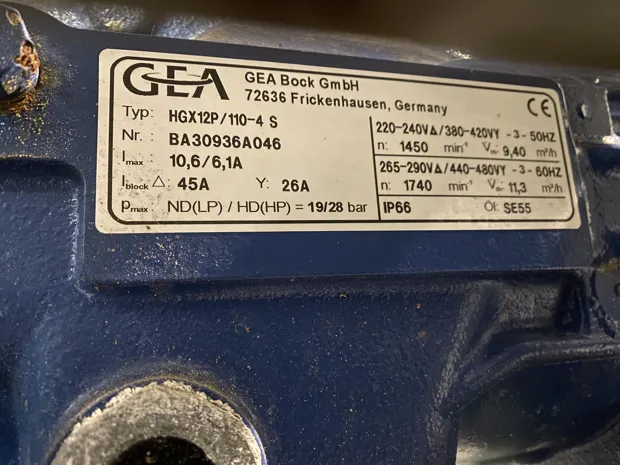 GEA
GEA Bock GmbH
72636 Frickenhausen, Germany
CE
Typ: HGX12P/110-4 S
Nr.: BA30936A046
Imax: 10,6/6,1A
Iblock △: 45A Y: 26A
pmax: ND(LP) / HD(HP) = 19/28 bar
220-240V∆/380-420VY -3-50HZ
n: 1450 min⁻¹ V̇th: 9,40 m³/h
265-290V∆/440-480VY -3-60HZ
n: 1740 min⁻¹ V̇th: 11,3 m³/h
IP66 Öl: SE55